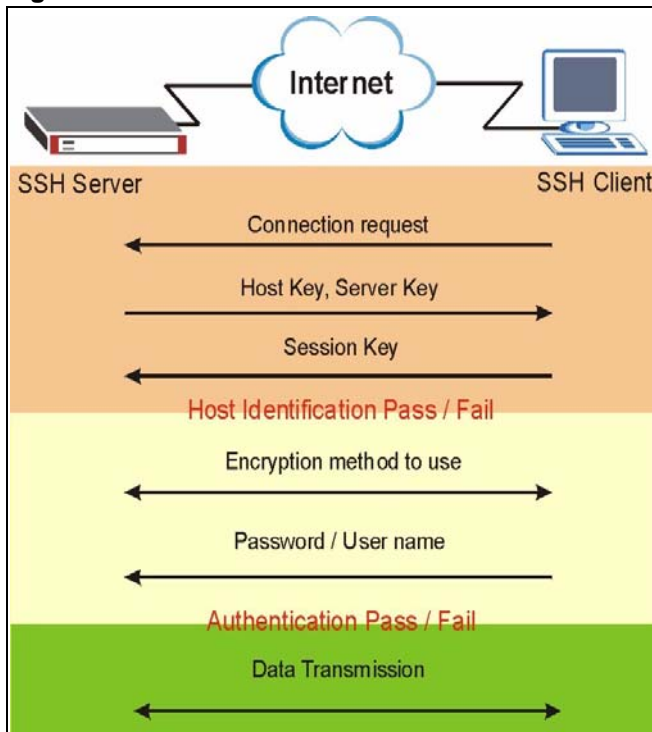 Internet
SSH Server
SSH Client
Connection request
Host Key, Server Key
Session Key
Host Identification Pass / Fail
Encryption method to use
Password / User name
Authentication Pass / Fail
Data Transmission